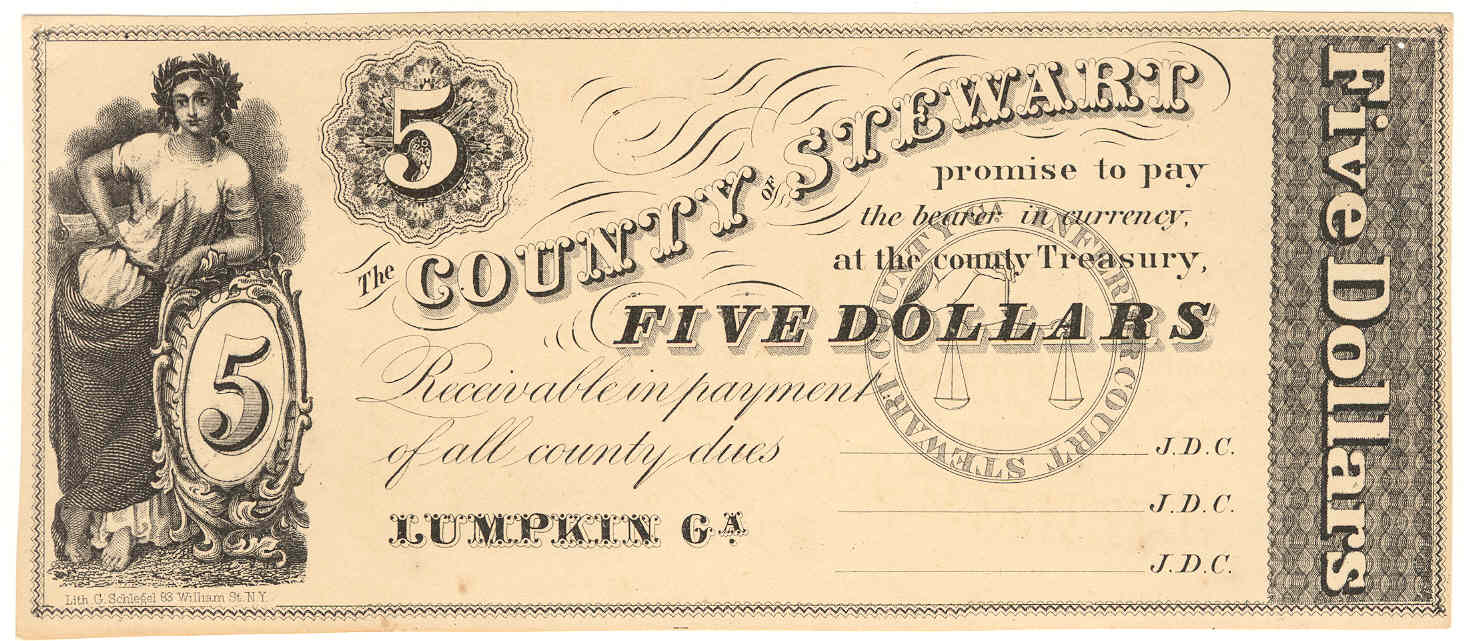 5
The COUNTY OF STEWART
promise to pay
the bearer in currency,
at the county Treasury,
FIVE DOLLARS
Receivable in payment
of all county dues
J.D.C.
J.D.C.
J.D.C.
LUMPKIN GA
5
Lith G. Schlegel 83 William St. N.Y.
Five Dollars
INFERIOR COURT STEWART COUNTY GA